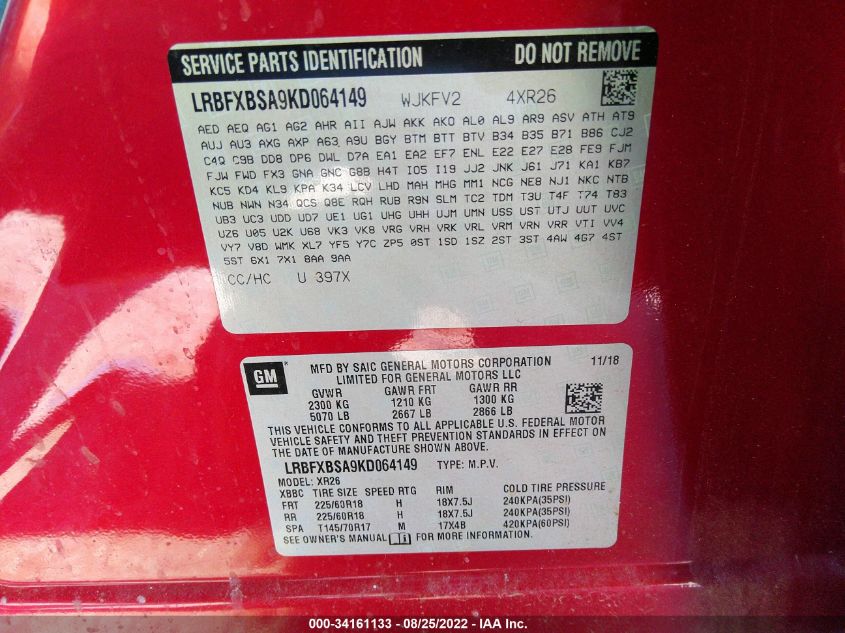 SERVICE PARTS IDENTIFICATION DO NOT REMOVE
LRBFXBSA9KD064149 WJKFV2 4XR26
AED AEQ AG1 AG2 AHR AII AJW AKK AKO AL0 AL9 AR9 ASV ATH AT9
AUJ AU3 AXG AXP A63 A9U BGY BTM BTT BTV B34 B35 B71 B86 CJ2
C4Q C9B DD8 DP6 DWL D7A EA1 EA2 EF7 ENL E22 E27 E28 FE9 FJM
FJW FWD FX3 GNA GNC G8B H4T IO5 I19 JJ2 JNK J61 J71 KA1 KB7
KC5 KD4 KL9 KPA K34 LCV LHD MAH MHG MM1 NCG NE8 NJ1 NKC NTB
NUB NWN N34 QCS Q8E RQH RUB R9N SLM TC2 TDM T3U T4F T74 T83
UB3 UC3 UDD UD7 UE1 UG1 UHG UHH UJM UMN USS UST UTJ UUT UVC
UZ6 U05 U2K U68 VK3 VK8 VRG VRH VRK VRL VRM VRN VRR VTI VV4
VY7 V8D WMK XL7 YF5 Y7C ZP5 0ST 1SD 1SZ 2ST 3ST 4AW 4G7 4ST
5ST 6X1 7X1 8AA 9AA
CC/HC U 397X
GM
MFD BY SAIC GENERAL MOTORS CORPORATION 11/18
LIMITED FOR GENERAL MOTORS LLC
GVWR GAWR FRT GAWR RR
2300 KG 1210 KG 1300 KG
5070 LB 2667 LB 2866 LB
THIS VEHICLE CONFORMS TO ALL APPLICABLE U.S. FEDERAL MOTOR
VEHICLE SAFETY AND THEFT PREVENTION STANDARDS IN EFFECT ON
THE DATE OF MANUFACTURE SHOWN ABOVE.
LRBFXBSA9KD064149 TYPE: M.P.V.
MODEL: XR26
XBBC TIRE SIZE SPEED RTG RIM COLD TIRE PRESSURE
FRT 225/60R18 H 18X7.5J 240KPA(35PSI)
RR 225/60R18 H 18X7.5J 240KPA(35PSI)
SPA T145/70R17 M 17X4B 420KPA(60PSI)
SEE OWNER'S MANUAL FOR MORE INFORMATION.
000-34161133 - 08/25/2022 - IAA Inc.